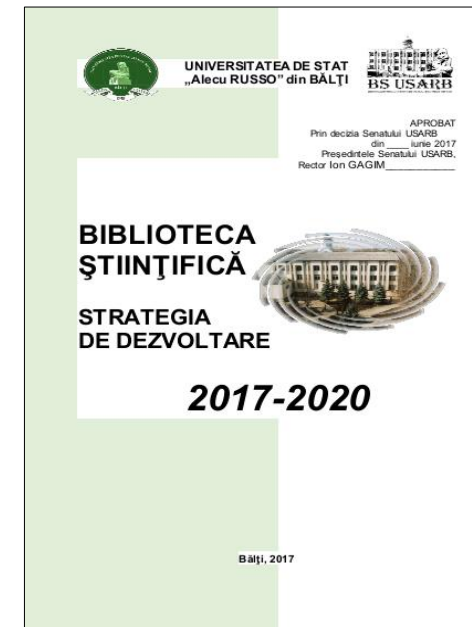 UNIVERSITATEA DE STAT
„Alecu RUSSO” din BĂLŢI
BS USARB
APROBAT
Prin decizia Senatului USARB
din ____ iunie 2017
Preşedintele Senatului USARB,
Rector Ion GAGIM____________
BIBLIOTECA
ŞTIINŢIFICĂ
STRATEGIA
DE DEZVOLTARE
2017-2020
Bălţi, 2017